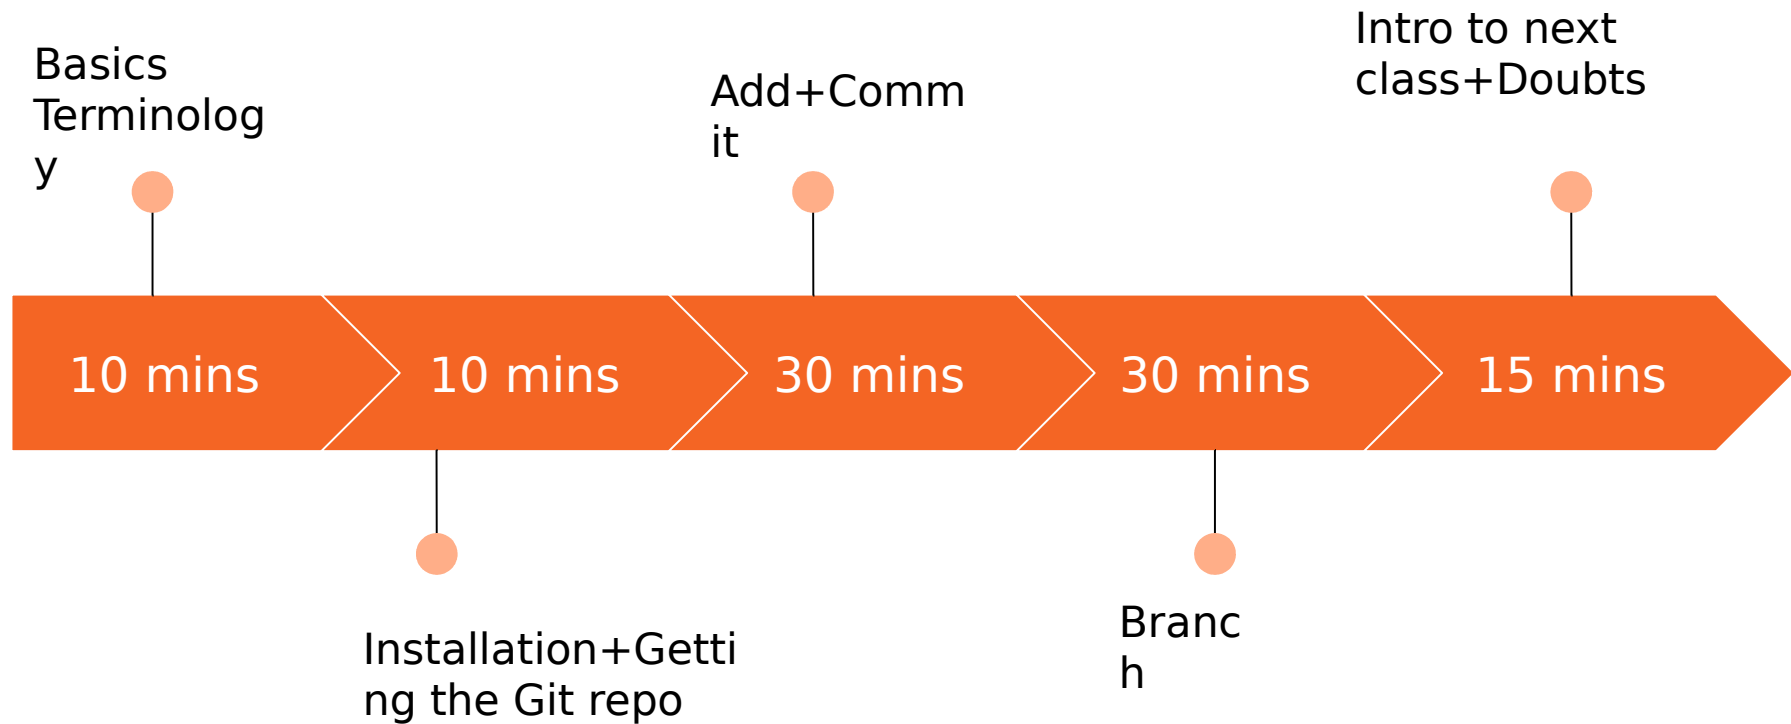 Basics
Terminolog
y
Add+Comm
it
Intro to next
class+Doubts
10 mins
10 mins
30 mins
30 mins
15 mins
Installation+Getti
ng the Git repo
Branc
h